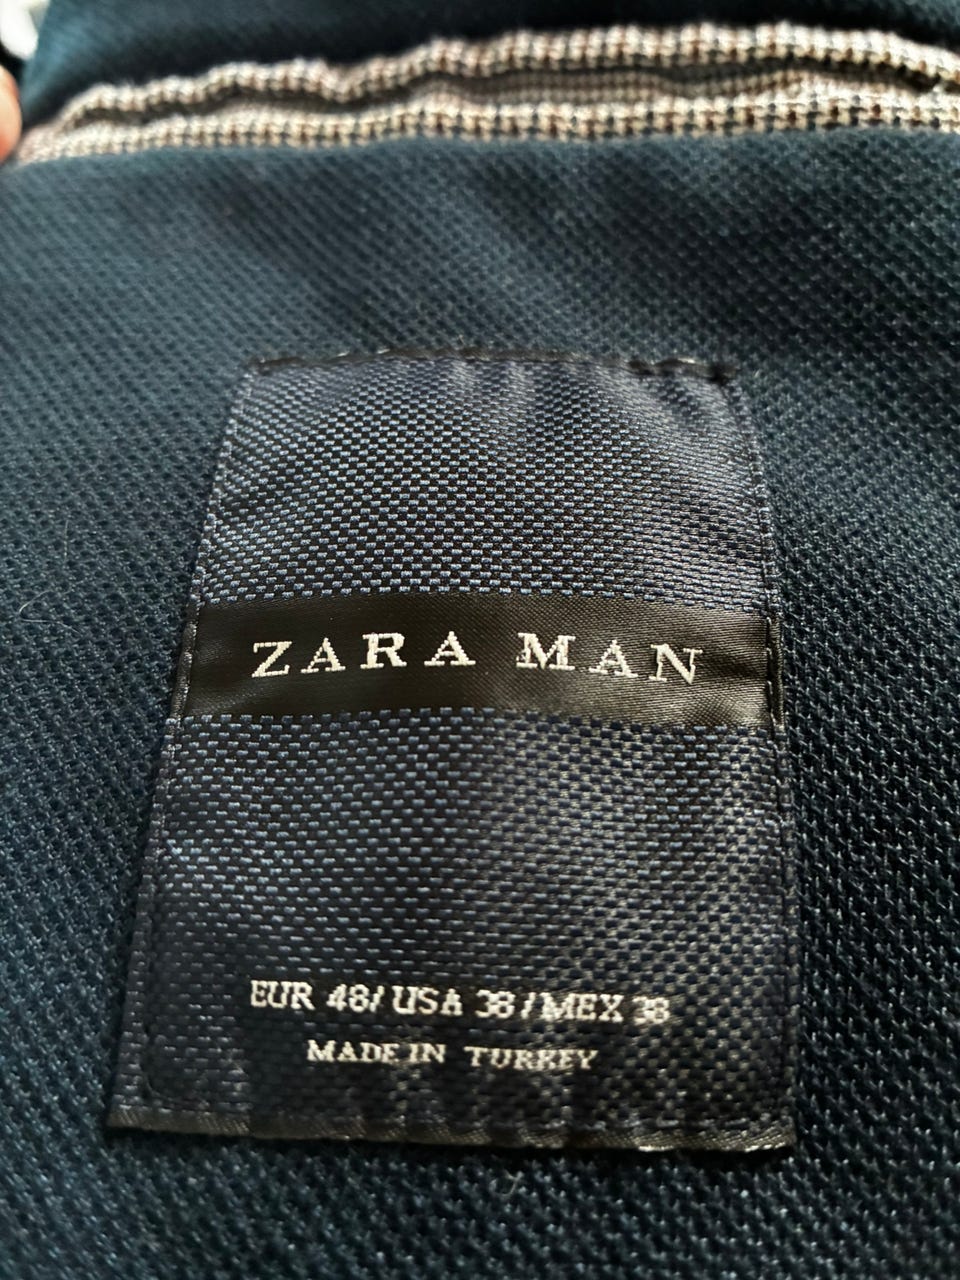 ZARA MAN
EUR 48/ USA 38 / MEX 38
MADE IN TURKEY